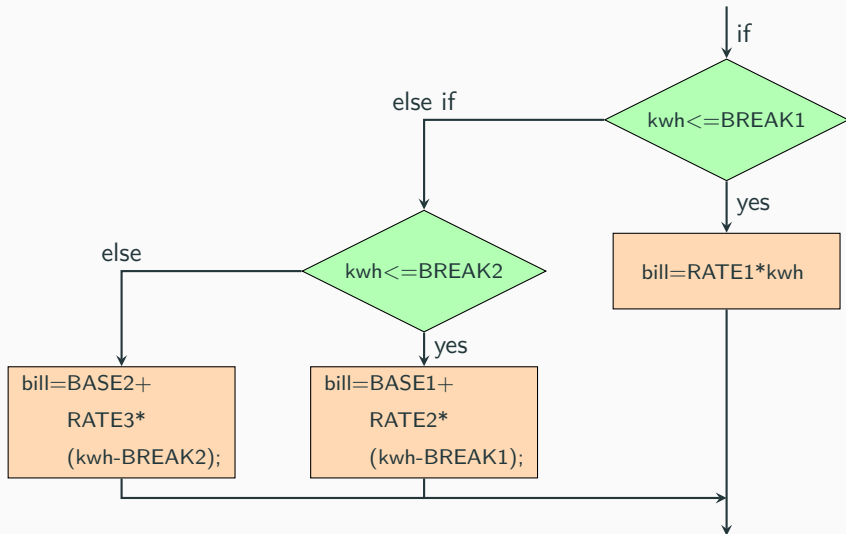 if
kwh<=BREAK1
else if
yes
bill=RATE1*kwh
kwh<=BREAK2
else
yes
bill=BASE2+
RATE3*
(kwh-BREAK2);
bill=BASE1+
RATE2*
(kwh-BREAK1);